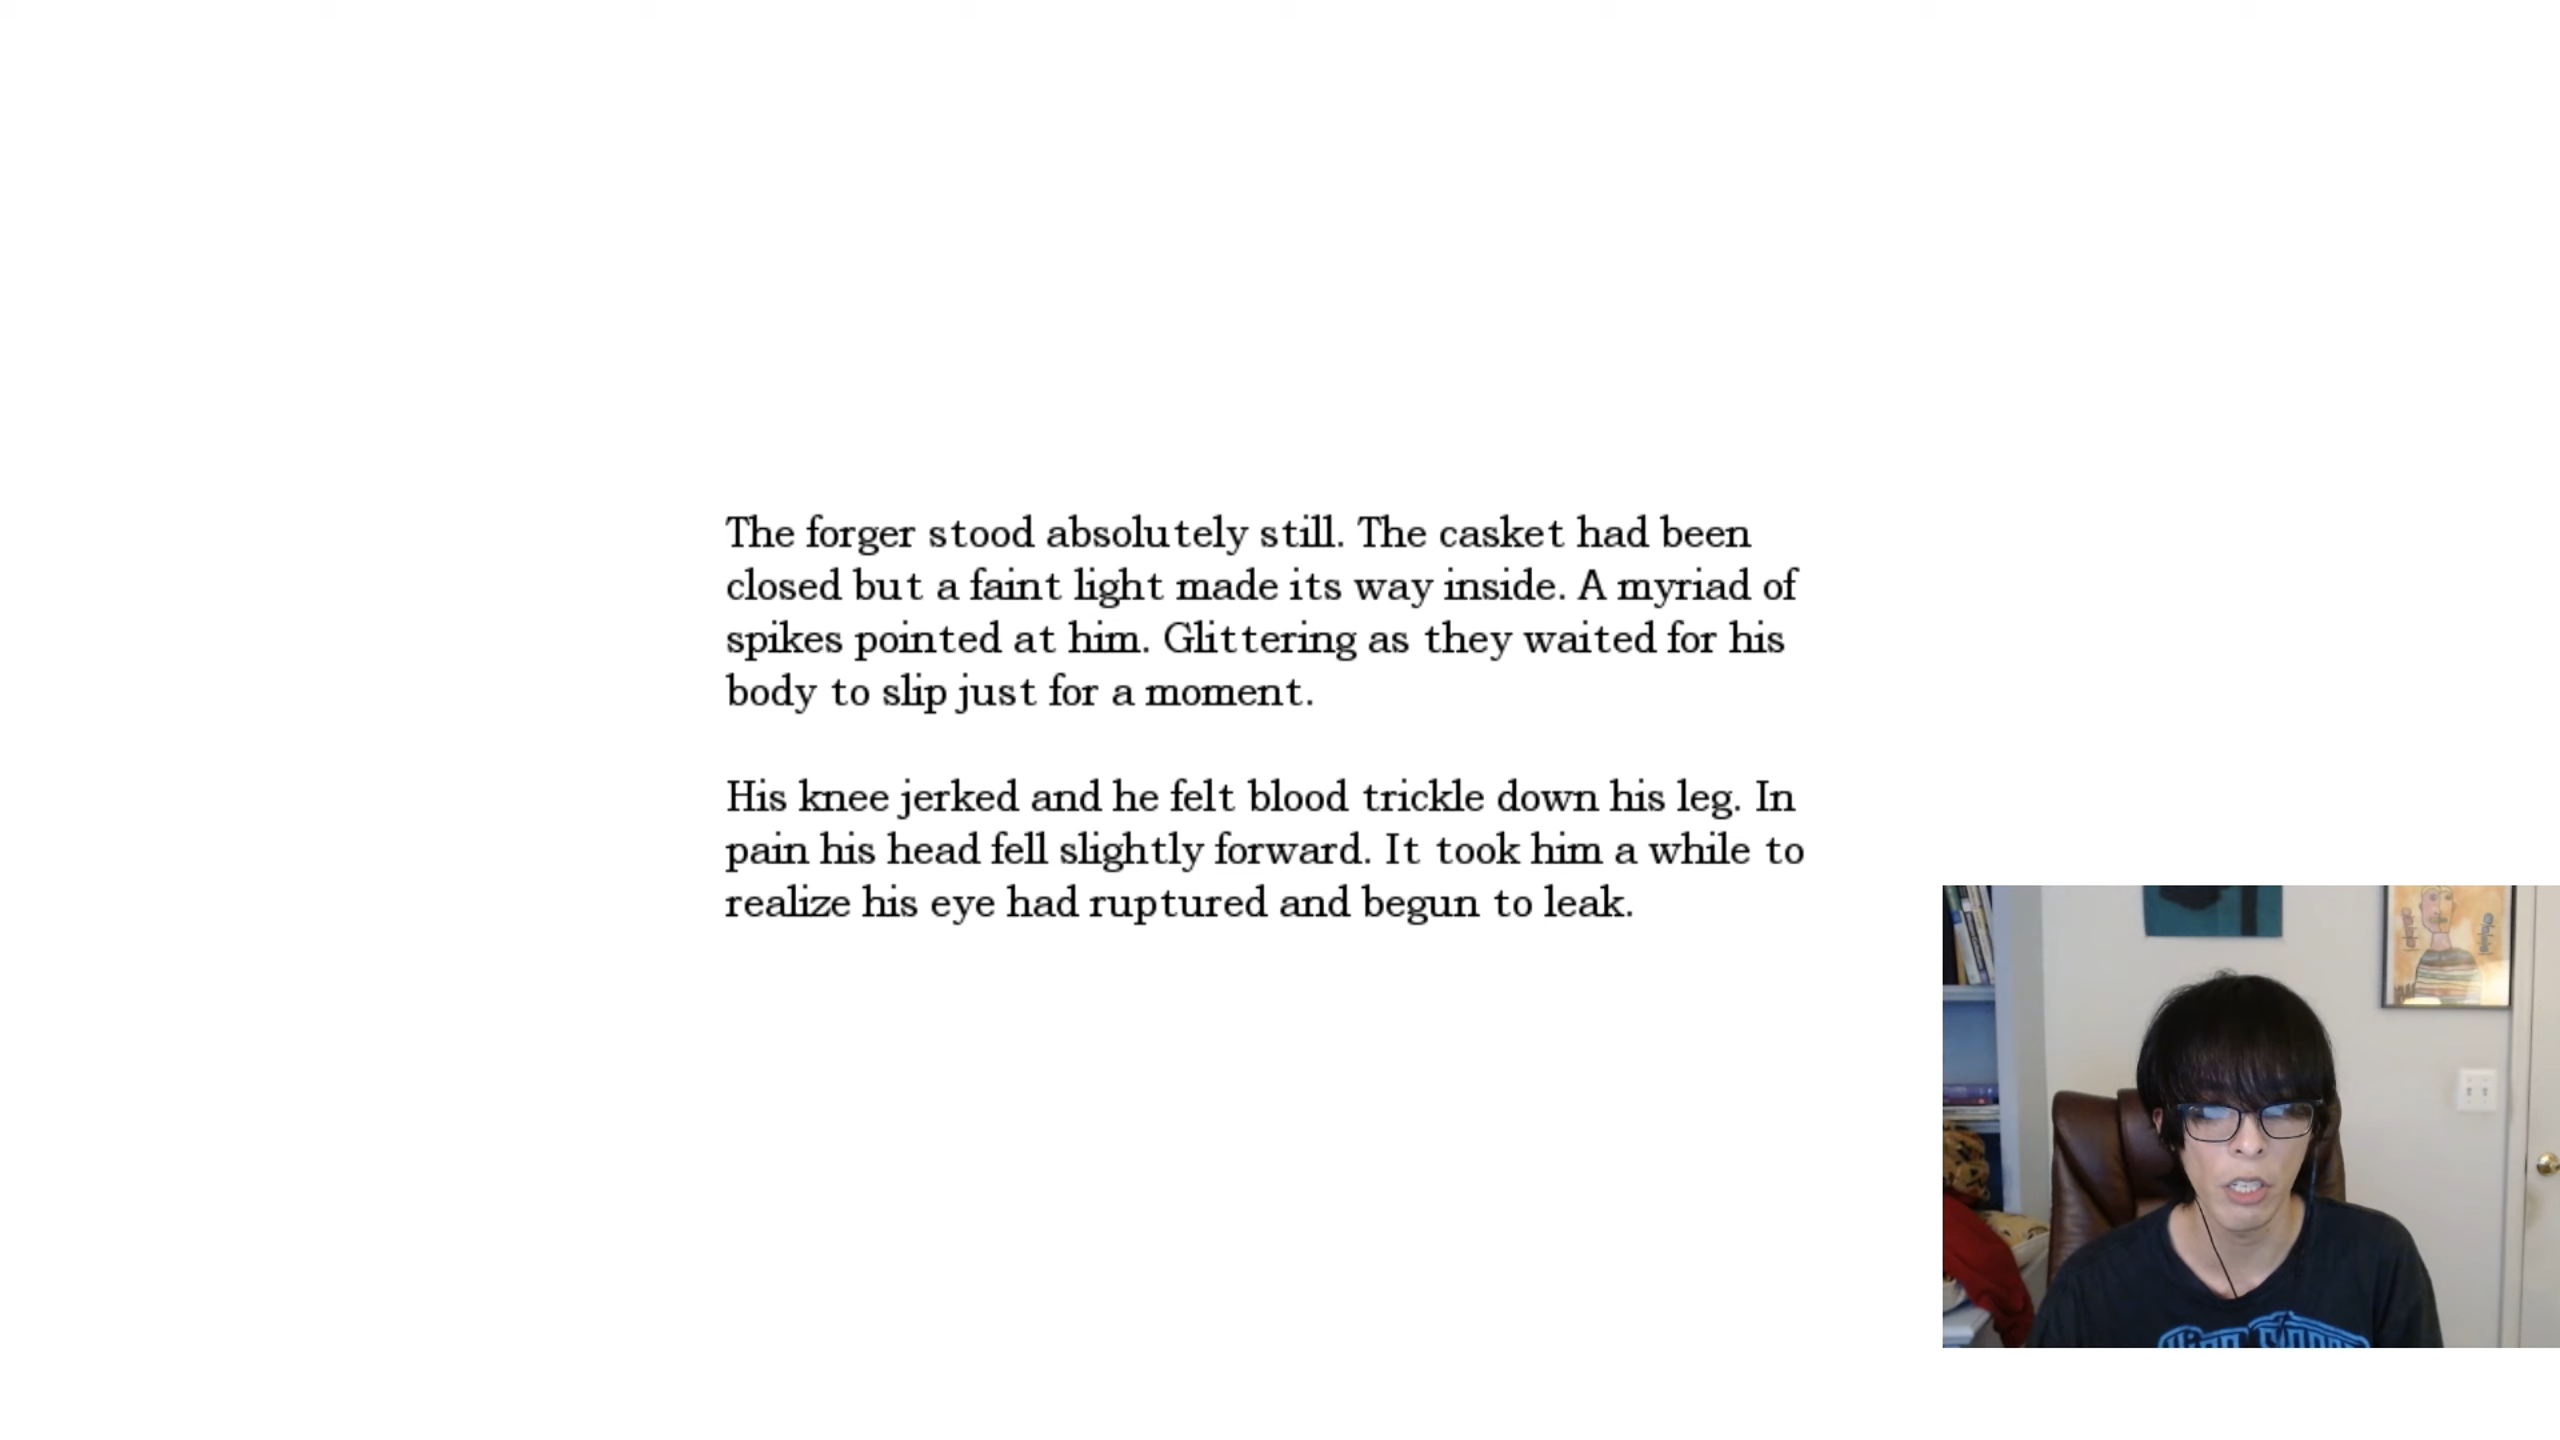 The forger stood absolutely still. The casket had been
closed but a faint light made its way inside. A myriad of
spikes pointed at him. Glittering as they waited for his
body to slip just for a moment.
His knee jerked and he felt blood trickle down his leg. In
pain his head fell slightly forward. It took him a while to
realize his eye had ruptured and begun to leak.